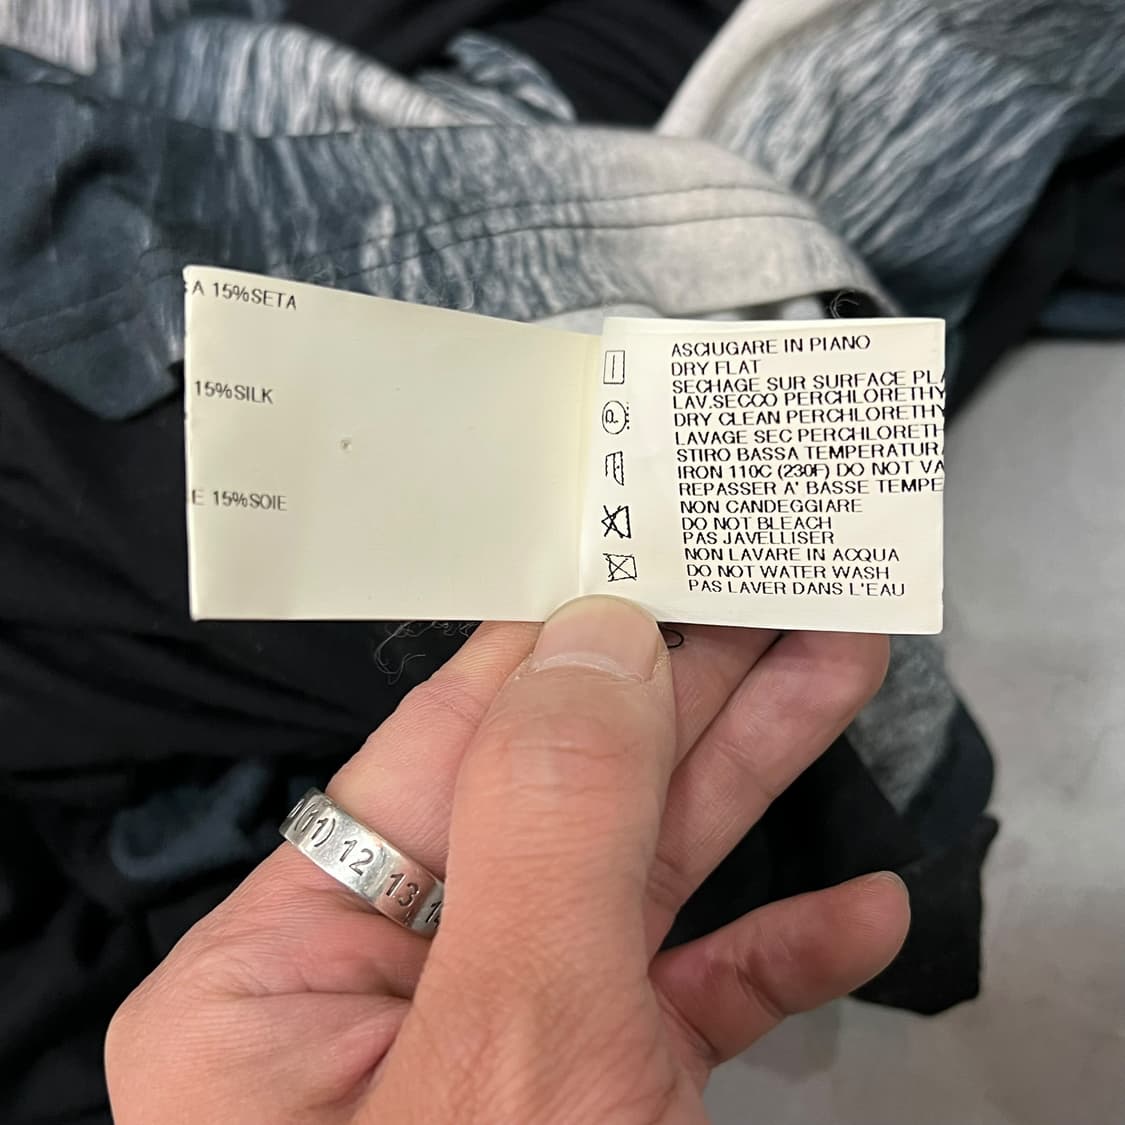 A 15%SETA
15%SILK
E 15%SOIE
ASCIUGARE IN PIANO
DRY FLAT
SECHAGE SUR SURFACE PL
LAV.SECCO PERCHLORETHY
DRY CLEAN PERCHLORETHY
LAVAGE SEC PERCHLORETH
STIRO BASSA TEMPERATUR
IRON 110C (230F) DO NOT VA
REPASSER A' BASSE TEMPE
NON CANDEGGIARE
DO NOT BLEACH
PAS JAVELLISER
NON LAVARE IN ACQUA
DO NOT WATER WASH
PAS LAVER DANS L'EAU
P
(11) 12 13